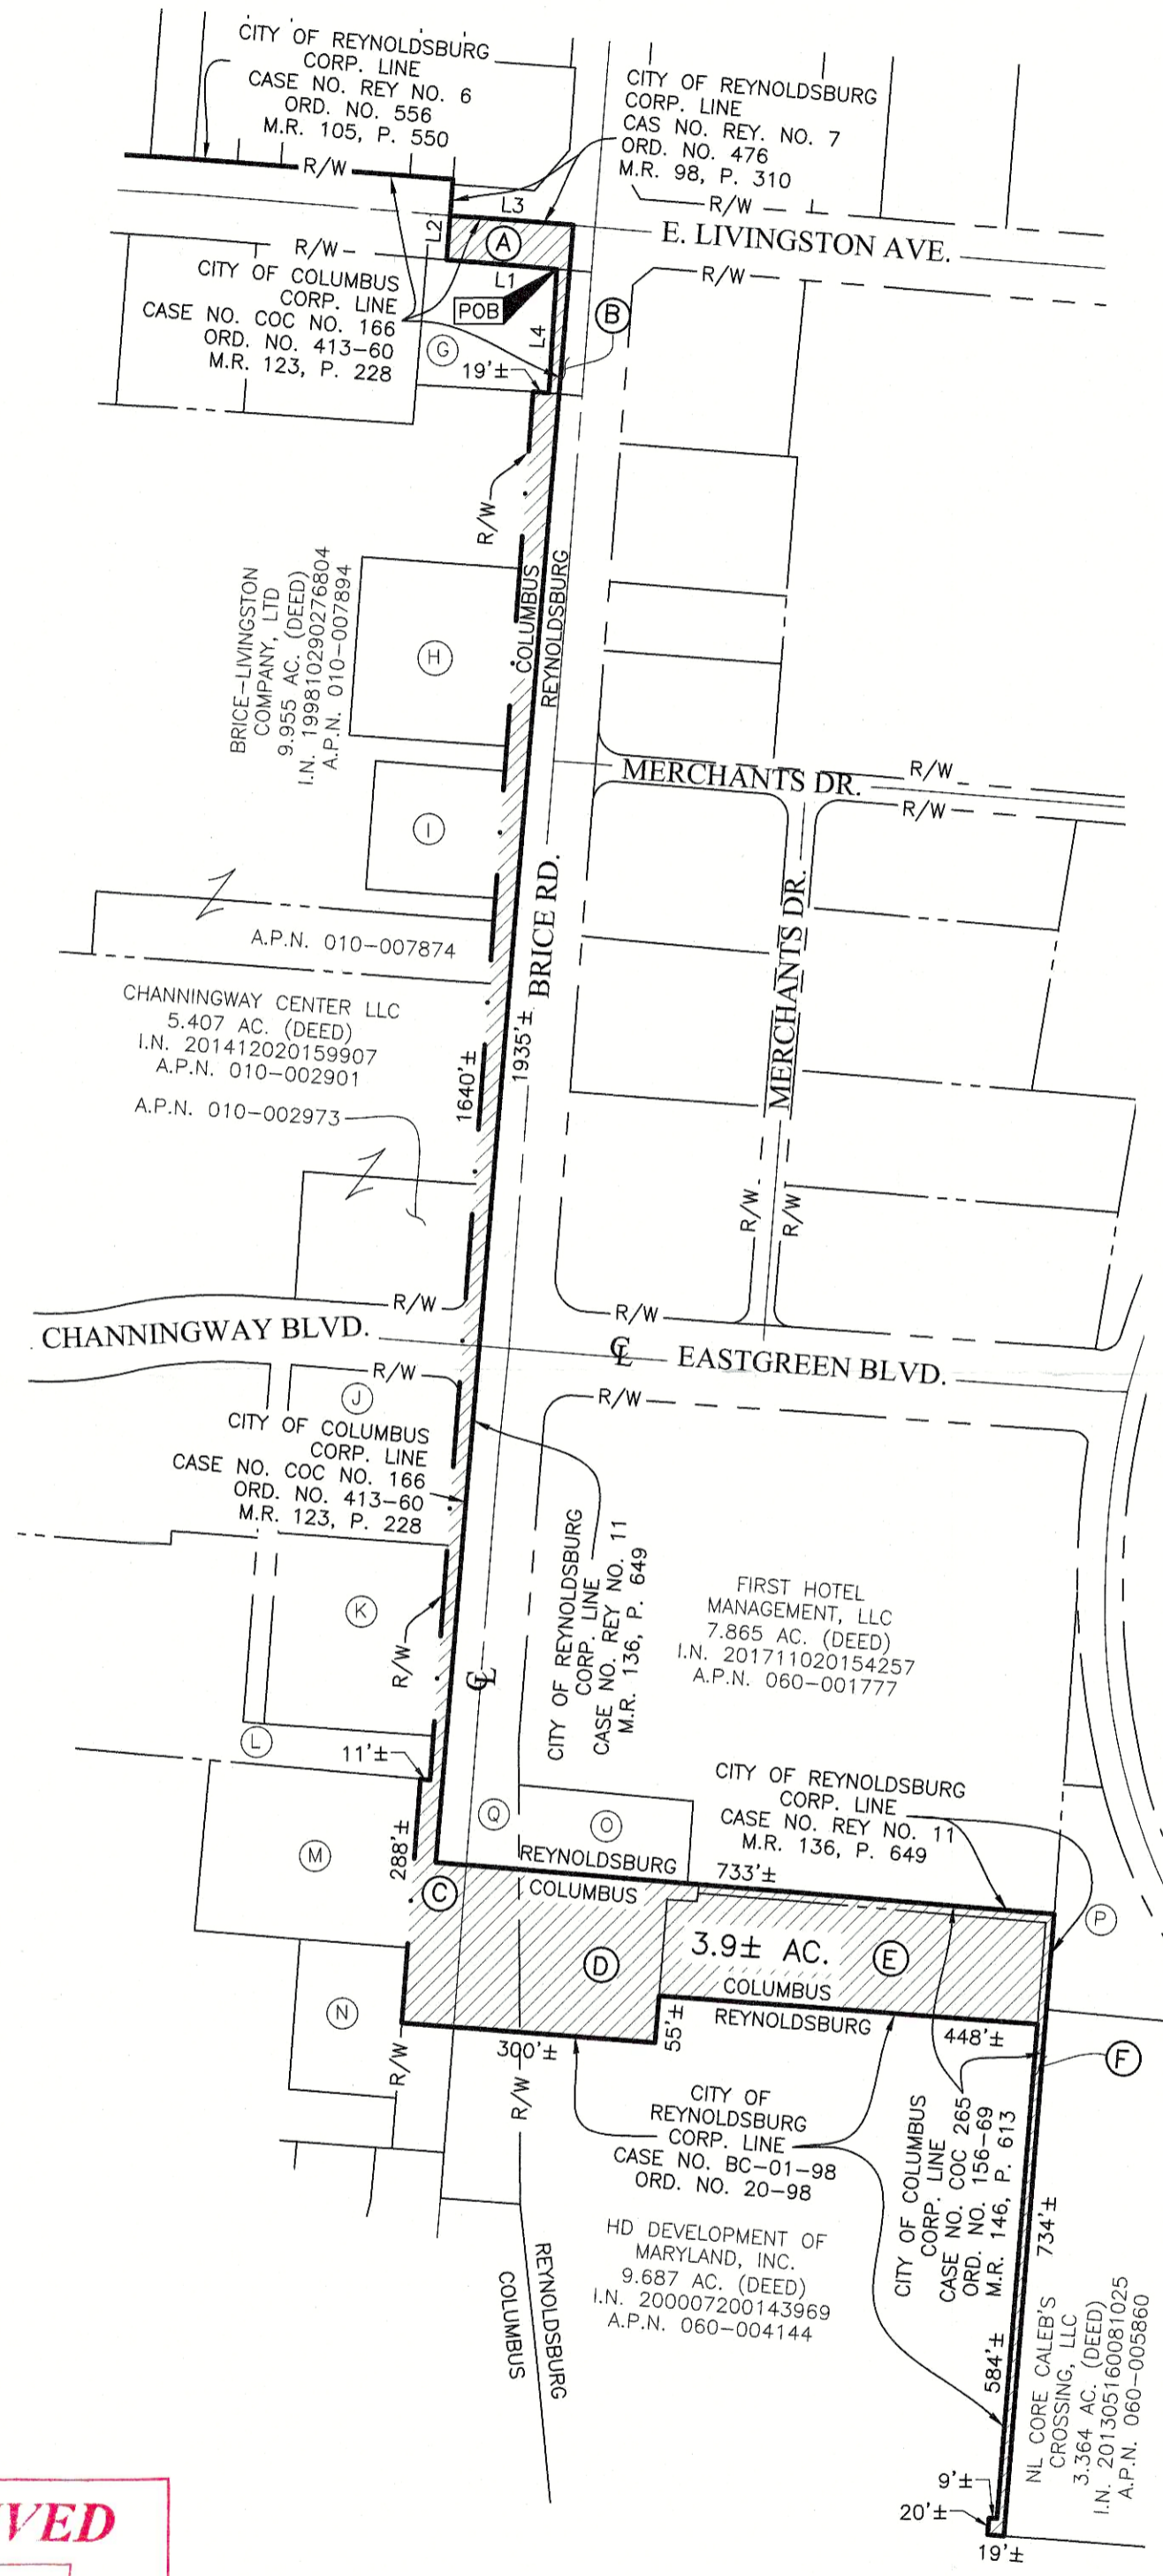 CITY OF REYNOLDSBURG
CORP. LINE
CASE NO. REY NO. 6
ORD. NO. 556
M.R. 105, P. 550
CITY OF REYNOLDSBURG
CORP. LINE
CAS NO. REY. NO. 7
ORD. NO. 476
M.R. 98, P. 310
R/W
R/W
L3
L2
A
E. LIVINGSTON AVE.
R/W
R/W
L1
POB
L4
B
CITY OF COLUMBUS
CORP. LINE
CASE NO. COC NO. 166
ORD. NO. 413-60
M.R. 123, P. 228
G
19'±
R/W
COLUMBUS
REYNOLDSBURG
BRICE-LIVINGSTON
COMPANY, LTD
9.955 AC. (DEED)
I.N. 199810290276804
A.P.N. 010-007894
H
I
MERCHANTS DR.
R/W
R/W
BRICE RD.
MERCHANTS DR.
A.P.N. 010-007874
CHANNINGWAY CENTER LLC
5.407 AC. (DEED)
I.N. 201412020159907
A.P.N. 010-002901
A.P.N. 010-002973
1640'±
1935'±
R/W
R/W
R/W
R/W
CHANNINGWAY BLVD.
CL
EASTGREEN BLVD.
R/W
R/W
J
CITY OF COLUMBUS
CORP. LINE
CASE NO. COC NO. 166
ORD. NO. 413-60
M.R. 123, P. 228
K
R/W
CL
CITY OF REYNOLDSBURG
CORP. LINE
CASE NO. REY NO. 11
M.R. 136, P. 649
FIRST HOTEL
MANAGEMENT, LLC
7.865 AC. (DEED)
I.N. 201711020154257
A.P.N. 060-001777
L
11'±
CITY OF REYNOLDSBURG
CORP. LINE
CASE NO. REY NO. 11
M.R. 136, P. 649
Q
O
M
288'±
REYNOLDSBURG
COLUMBUS
733'±
C
P
D
3.9± AC.
E
COLUMBUS
REYNOLDSBURG
N
R/W
300'±
R/W
55'±
448'±
F
CITY OF
REYNOLDSBURG
CORP. LINE
CASE NO. BC-01-98
ORD. NO. 20-98
CITY OF COLUMBUS
CORP. LINE
CASE NO. COC 265
ORD. NO. 156-69
M.R. 146, P. 613
734'±
HD DEVELOPMENT OF
MARYLAND, INC.
9.687 AC. (DEED)
I.N. 200007200143969
A.P.N. 060-004144
REYNOLDSBURG
COLUMBUS
584'±
NL CORE CALEB'S
CROSSING, LLC
3.364 AC. (DEED)
I.N. 201305160081025
A.P.N. 060-005860
9'±
20'±
19'±
VED